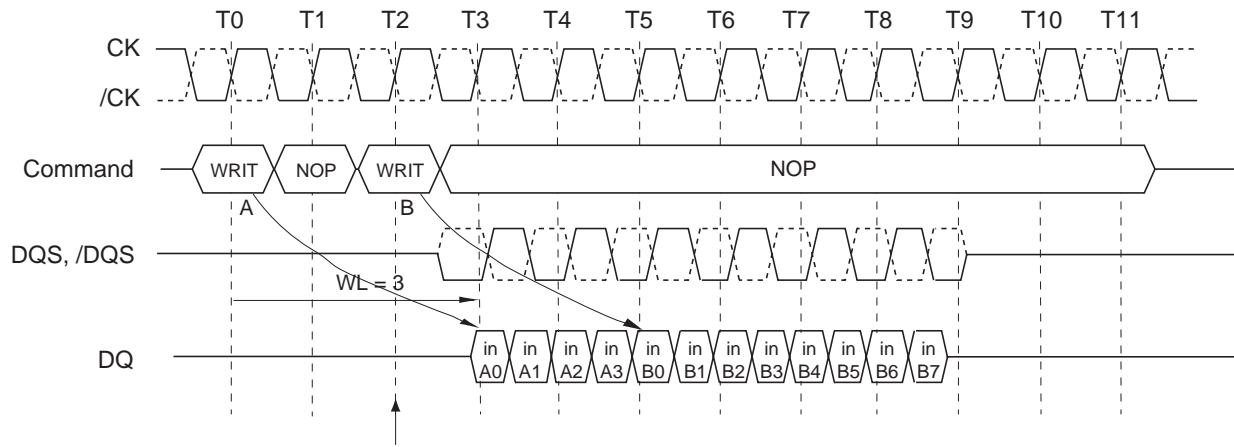 T0 T1 T2 T3 T4 T5 T6 T7 T8 T9 T10 T11
CK
/CK
Command WRIT NOP WRIT NOP
A B
DQS, /DQS
WL = 3
DQ in in in in in in in in in in in in
A0 A1 A2 A3 B0 B1 B2 B3 B4 B5 B6 B7